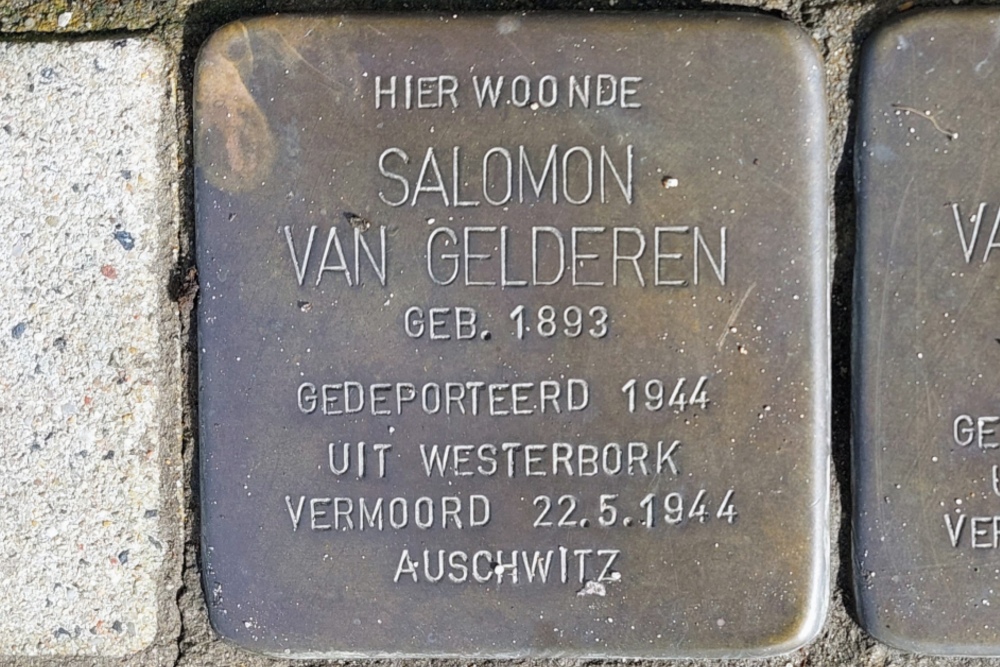 HIER WOONDE
SALOMON
VAN GELDEREN
GEB. 1893
GEDEPORTEERD 1944
UIT WESTERBORK
VERMOORD 22.5.1944
AUSCHWITZ